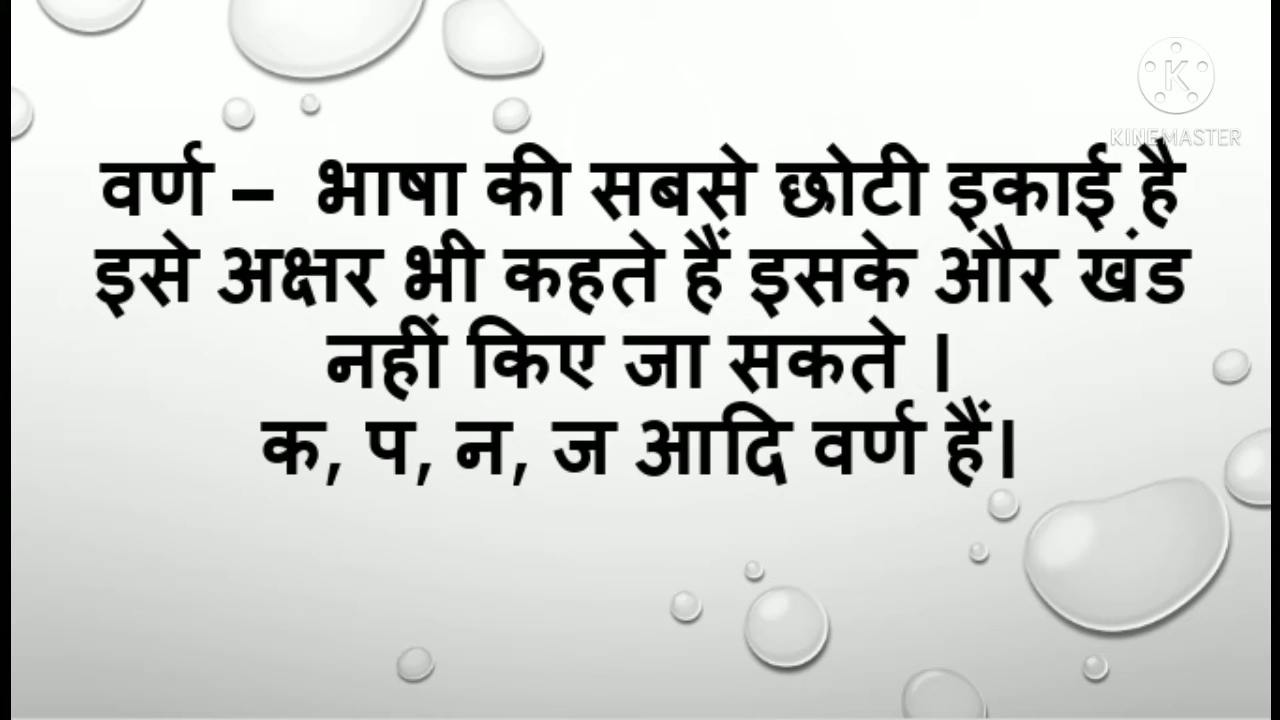 KINEMASTER
वर्ण – भाषा की सबसे छोटी इकाई है
इसे अक्षर भी कहते हैं इसके और खंड
नहीं किए जा सकते ।
क, प, न, ज आदि वर्ण हैं।